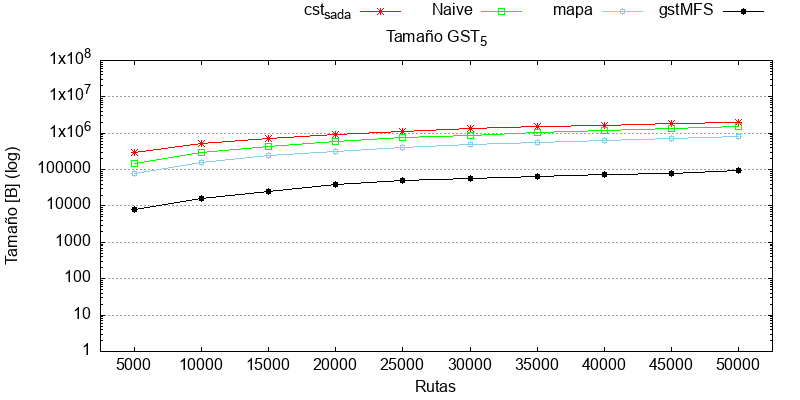 cst_sada Naive mapa gstMFS
Tamaño GST_5
1x10^8
1x10^7
1x10^6
100000
10000
1000
100
10
1
Tamaño [B] (log)
5000 10000 15000 20000 25000 30000 35000 40000 45000 50000
Rutas